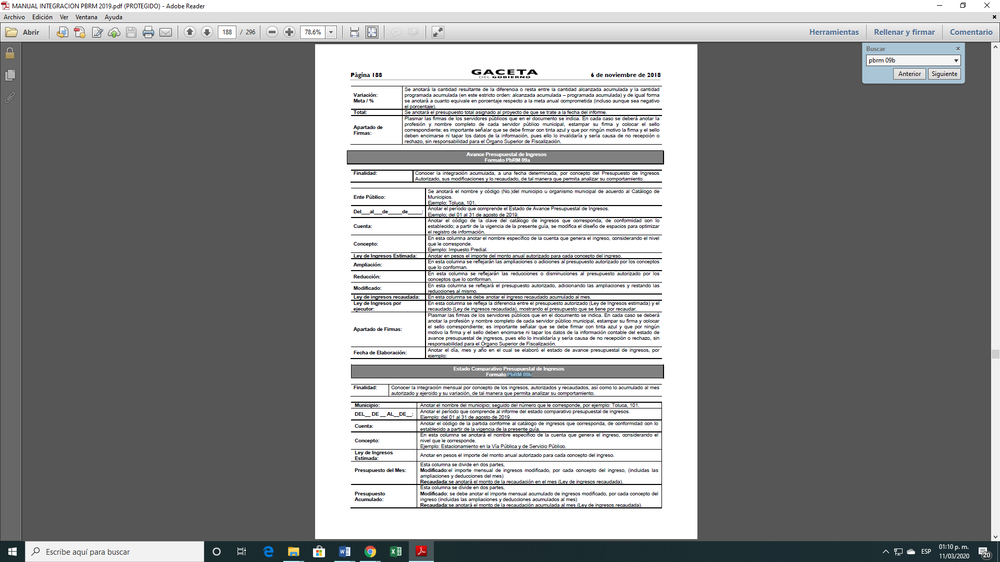 MANUAL INTEGRACION PBRM 2019.pdf (PROTEGIDO) - Adobe Reader
Archivo Edición Ver Ventana Ayuda
Abrir 188 / 296 78.6% Herramientas Rellenar y firmar Comentario
Buscar
pbrm 09b
Anterior Siguiente
Página 188 GACETA DEL GOBIERNO 6 de noviembre de 2018
Variación:
Meta / %
Se anotará la cantidad resultante de la diferencia o resta entre la cantidad alcanzada acumulada y la cantidad
programada acumulada (en este estricto orden: alcanzada acumulada – programada acumulada) y de igual forma
se anotará a cuanto equivale en porcentaje respecto a la meta anual comprometida (incluso aunque sea negativo
el porcentaje).
Total: Se anotará el presupuesto total asignado al proyecto de que se trate a la fecha del informe.
Apartado de
Firmas:
Plasmar las firmas de los servidores públicos que en el documento se indica. En cada caso se deberá anotar la
profesión y nombre completo de cada servidor público municipal, estampar su firma y colocar el sello
correspondiente; es importante señalar que se debe firmar con tinta azul y que por ningún motivo la firma y el sello
deben encimarse ni tapar los datos de la información, pues ello lo invalidaría y sería causa de no recepción o
rechazo, sin responsabilidad para el Órgano Superior de Fiscalización.
Avance Presupuestal de Ingresos
Formato PbRM 09a
Finalidad: Conocer la integración acumulada, a una fecha determinada, por concepto del Presupuesto de Ingresos
Autorizado, sus modificaciones y lo recaudado, de tal manera que permita analizar su comportamiento.
Ente Público:
Se anotará el nombre y código (No.)del municipio u organismo municipal de acuerdo al Catálogo de
Municipios.
Ejemplo: Toluca, 101.
Del___al___de_____de_____:
Anotar el período que comprende el Estado de Avance Presupuestal de Ingresos.
Ejemplo; del 01 al 31 de agosto de 2019.
Cuenta:
Anotar el código de la clave del catálogo de ingresos que corresponda, de conformidad con lo
establecido; a partir de la vigencia de la presente guía, se modifica el diseño de espacios para optimizar
el registro de información.
Concepto:
En esta columna anotar el nombre específico de la cuenta que genera el ingreso, considerando el nivel
que le corresponde.
Ejemplo: Impuesto Predial.
Ley de Ingresos Estimada: Anotar en pesos el importe del monto anual autorizado para cada concepto del ingreso.
Ampliación:
En esta columna se reflejarán las ampliaciones o adiciones al presupuesto autorizado por los conceptos
que lo conforman.
Reducción:
En esta columna se reflejarán las reducciones o disminuciones al presupuesto autorizado por los
conceptos que lo conforman.
Modificado:
En esta columna se reflejará el presupuesto autorizado, adicionando las ampliaciones y restando las
reducciones al mismo.
Ley de ingresos recaudada: En esta columna se debe anotar el ingreso recaudado acumulado al mes.
Ley de Ingresos por
ejecutor:
En esta columna se refleja la diferencia entre el presupuesto autorizado (Ley de Ingresos estimada) y el
recaudado (Ley de ingresos recaudada), mostrando el presupuesto que se tiene por recaudar.
Apartado de Firmas:
Plasmar las firmas de los servidores públicos que en el documento se indica. En cada caso se deberá
anotar la profesión y nombre completo de cada servidor público municipal, estampar su firma y colocar
el sello correspondiente; es importante señalar que se debe firmar con tinta azul y que por ningún
motivo la firma y el sello deben encimarse ni tapar los datos de la información contable del estado de
avance presupuestal de ingresos, pues ello lo invalidaría y sería causa de no recepción o rechazo, sin
responsabilidad para el Órgano Superior de Fiscalización.
Fecha de Elaboración:
Anotar el día, mes y año en el cual se elaboró el estado de avance presupuestal de ingresos, por
ejemplo:
Estado Comparativo Presupuestal de Ingresos
Formato PbRM 09b
Finalidad: Conocer la integración mensual por concepto de los ingresos, autorizados y recaudados, así como lo acumulado al mes
autorizado y ejercido y su variación, de tal manera que permita analizar su comportamiento.
Municipio: Anotar el nombre del municipio; seguido del número que le corresponde, por ejemplo: Toluca, 101.
DEL__ DE __ AL__DE__:
Anotar el período que comprende al informe del estado comparativo presupuestal de ingresos.
Ejemplo: del 01 al 31 de agosto de 2019.
Cuenta:
Anotar el código de la partida conforme al catálogo de ingresos que corresponda, de conformidad con lo
establecido a partir de la vigencia de la presente guía.
Concepto:
En esta columna se anotará el nombre específico de la cuenta que genera el ingreso, considerando el
nivel que le corresponde.
Ejemplo: Estacionamiento en la Vía Pública y de Servicio Público.
Ley de Ingresos
Estimada:
Anotar en pesos el importe del monto anual autorizado para cada concepto del ingreso.
Presupuesto del Mes:
Esta columna se divide en dos partes,
Modificado:el importe mensual de ingresos modificado, por cada concepto del ingreso, (incluidas las
ampliaciones y deducciones del mes)
Recaudada:se anotará el monto de la recaudación en el mes (Ley de ingresos recaudada).
Presupuesto
Acumulado:
Esta columna se divide en dos partes,
Modificado: se debe anotar el importe mensual acumulado de ingresos modificado, por cada concepto del
ingreso (incluidas las ampliaciones y deducciones acumulados al mes)
Recaudada:se anotará el monto de la recaudación acumulada al mes (Ley de ingresos recaudada).
Escribe aquí para buscar
ESP
01:10 p. m.
11/03/2020
20